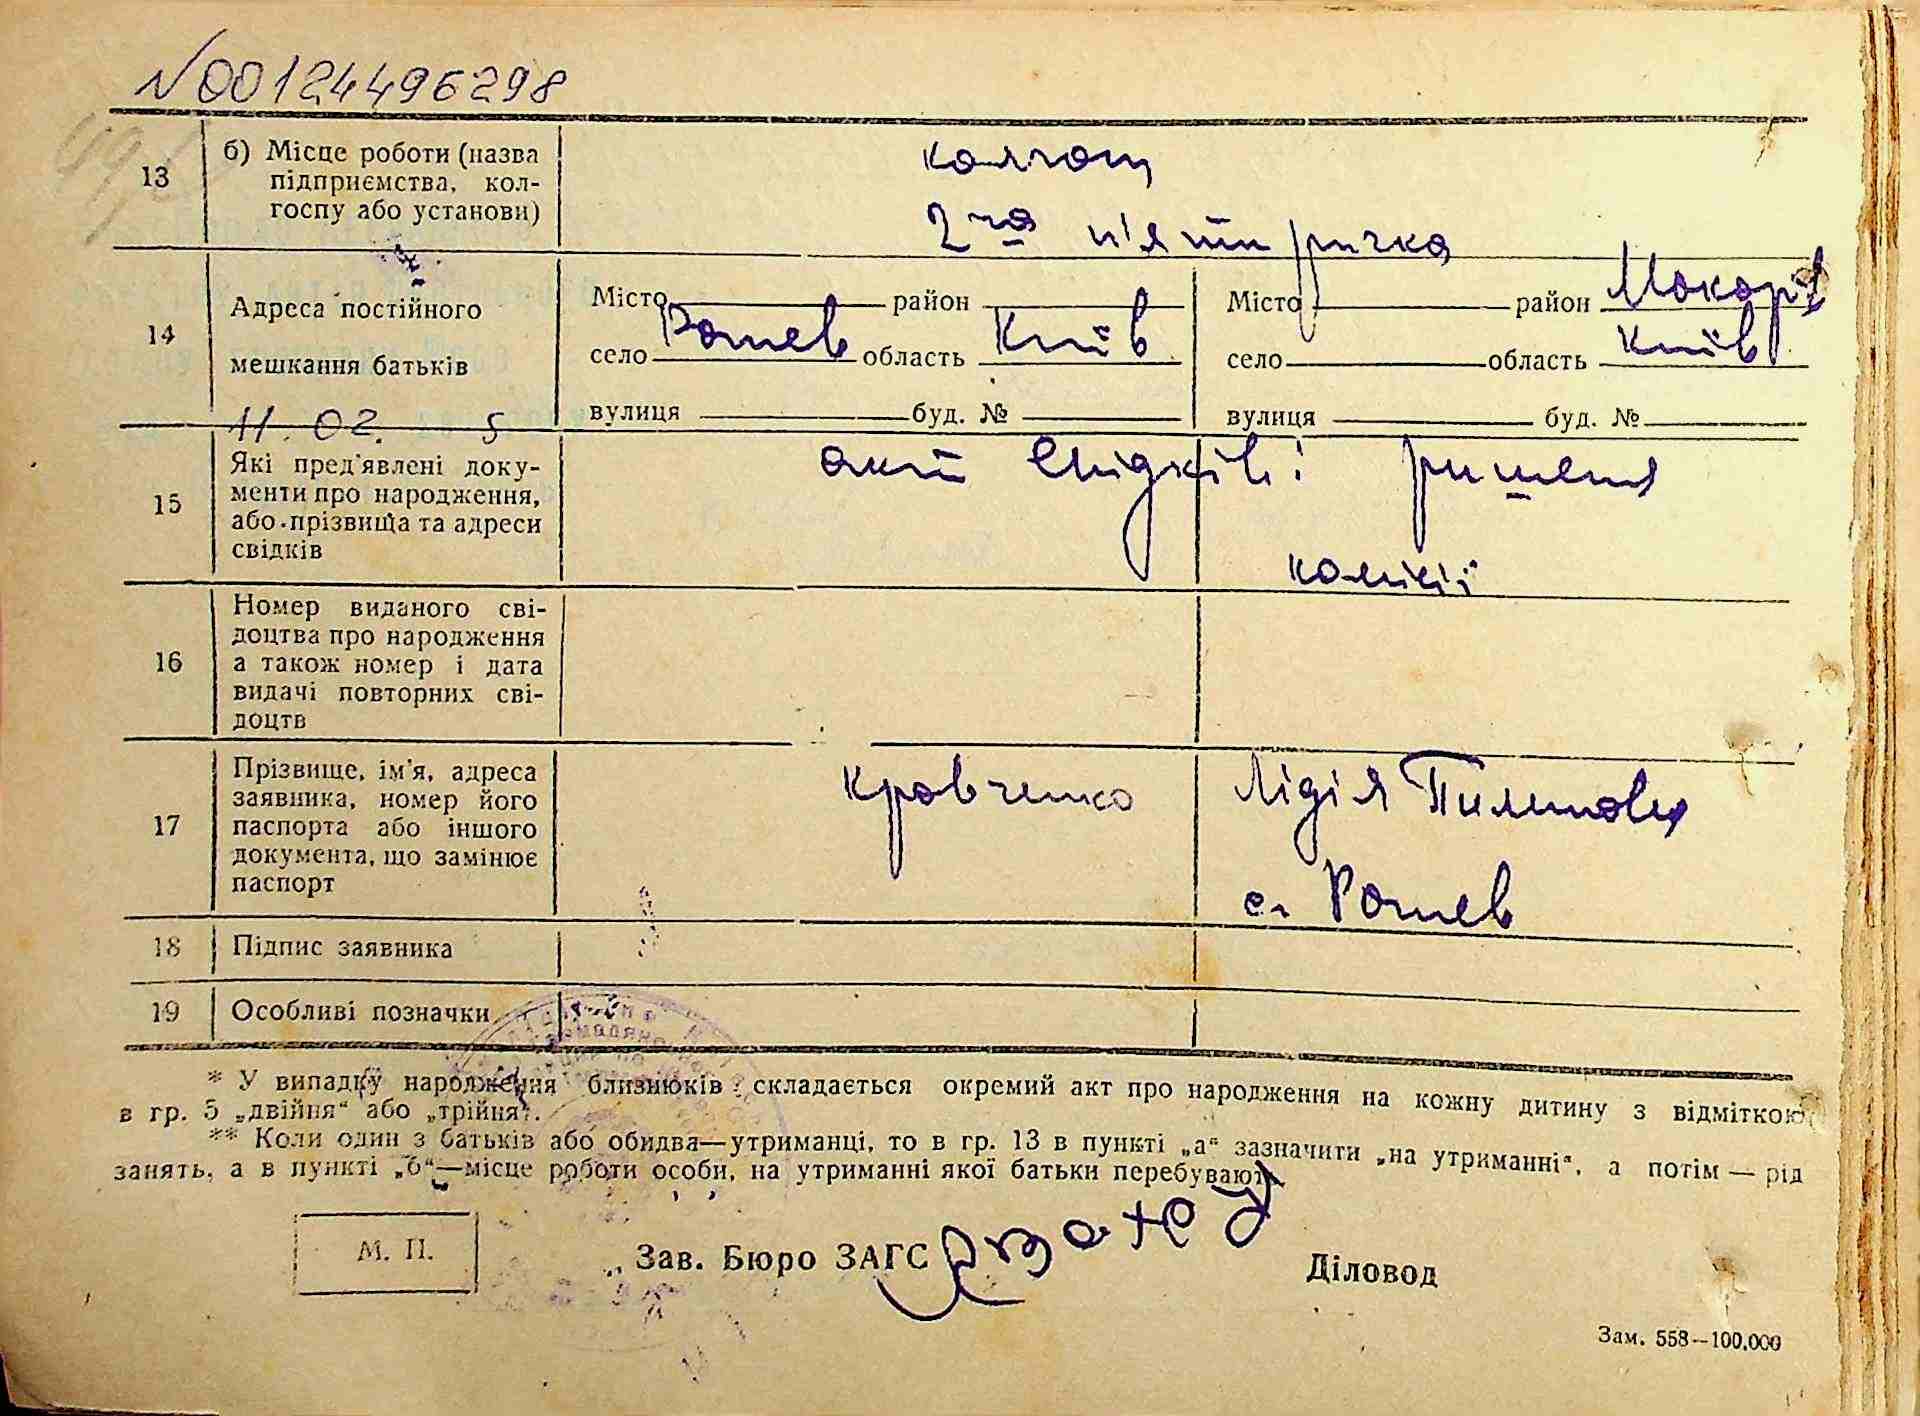 N 00124496298
13 б) Місце роботи (назва
підприємства, кол-
госпу або установи)
колгосп
2га п'ятирічка
14 Адреса постійного
мешкання батьків
Місто район
село Рожев область Київ
вулиця буд. №
Місто район Макарів
село область Київ
вулиця буд. №
11. 02. 5
15 Які пред'явлені доку-
менти про народження,
або прізвища та адреси
свідків
акт свідків і рішення
комісії
16 Номер виданого сві-
доцтва про народження
а також номер і дата
видачі повторних сві-
доцтв
17 Прізвище, ім'я, адреса
заявника, номер його
паспорта або іншого
документа, що замінює
паспорт
Кравченко Лідія Пилиповна
с. Рожев
18 Підпис заявника
19 Особливі позначки
* У випадку народження близнюків складається окремий акт про народження на кожну дитину з відміткою
в гр. 5 „двійня“ або „трійня“.
** Коли один з батьків або обидва—утриманці, то в гр. 13 в пункті „а“ зазначити „на утриманні“, а потім — рід
занять, а в пункті „б“—місце роботи особи, на утриманні якої батьки перебувають.
М. П.
Зав. Бюро ЗАГС
Діловод
Зам. 558—100.000